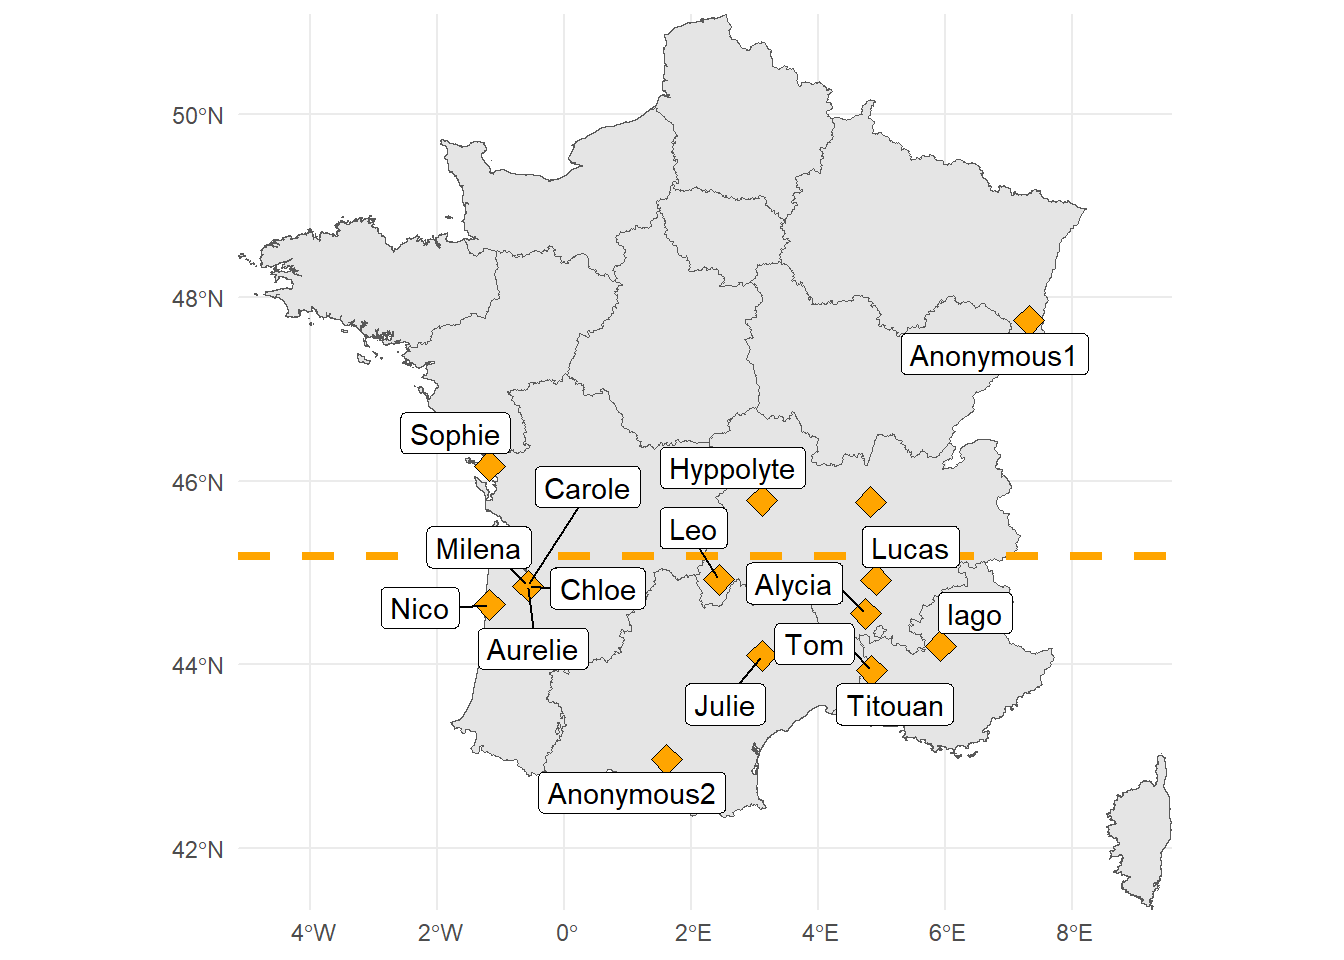 50°N
48°N
46°N
44°N
42°N
Anonymous1
Sophie
Hyppolyte
Carole
Leo
Milena
Lucas
Chloe
Alycia
Nico
Iago
Aurelie
Tom
Julie
Titouan
Anonymous2
4°W
2°W
0°
2°E
4°E
6°E
8°E